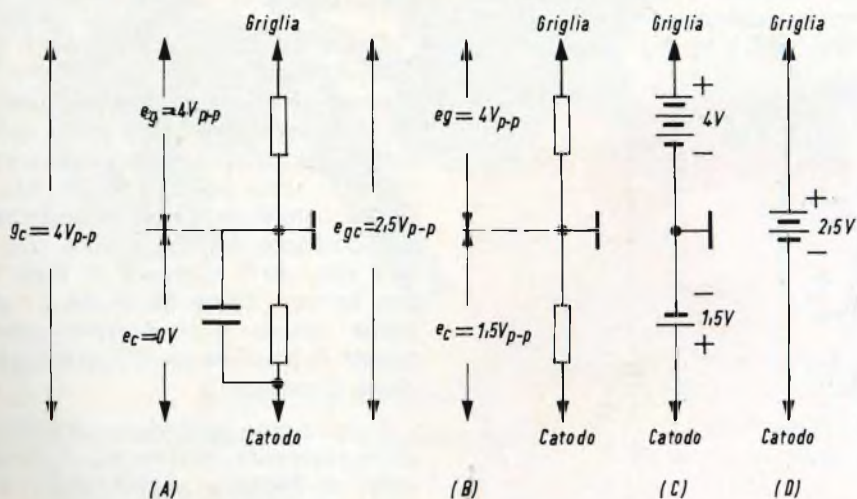 Griglia
Griglia
Griglia
Griglia
e_g=4V_p-p
eg=4V_p-p
+
4V
−
g_c=4V_p-p
e_gc=2,5V_p-p
+
2,5V
−
e_c=0V
e_c=1,5V_p-p
−
1,5V
+
Catodo
Catodo
Catodo
Catodo
(A)
(B)
(C)
(D)